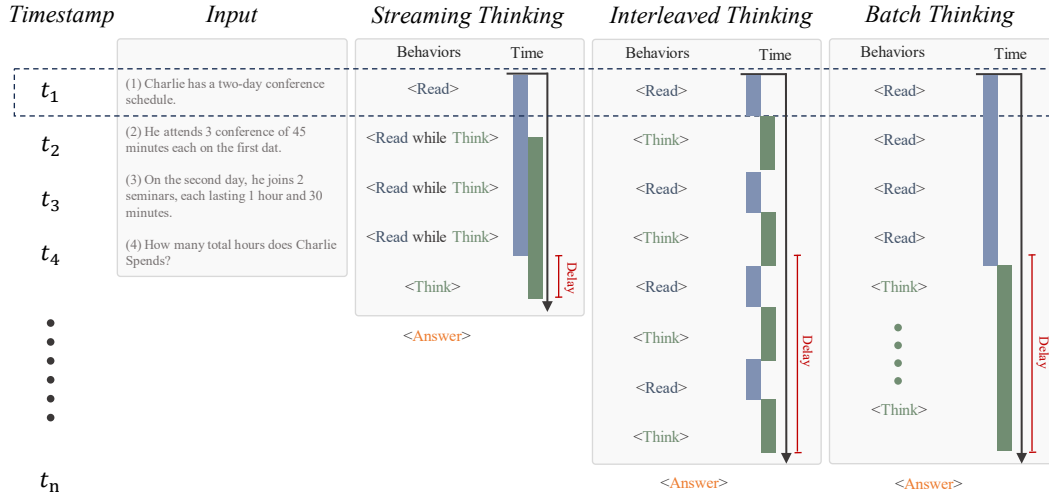 Timestamp Input Streaming Thinking Interleaved Thinking Batch Thinking
Behaviors Time Behaviors Time Behaviors Time
t1 (1) Charlie has a two-day conference
schedule.
<Read> <Read> <Read>
t2 (2) He attends 3 conference of 45
minutes each on the first dat.
<Read while Think> <Think> <Read>
t3 (3) On the second day, he joins 2
seminars, each lasting 1 hour and 30
minutes.
<Read while Think> <Read> <Read>
t4 (4) How many total hours does Charlie
Spends?
<Read while Think> <Think> <Read>
Delay
<Think> <Read> <Think>
<Answer> <Think>
Delay Delay
<Read> <Think>
<Think>
tn <Answer> <Answer>